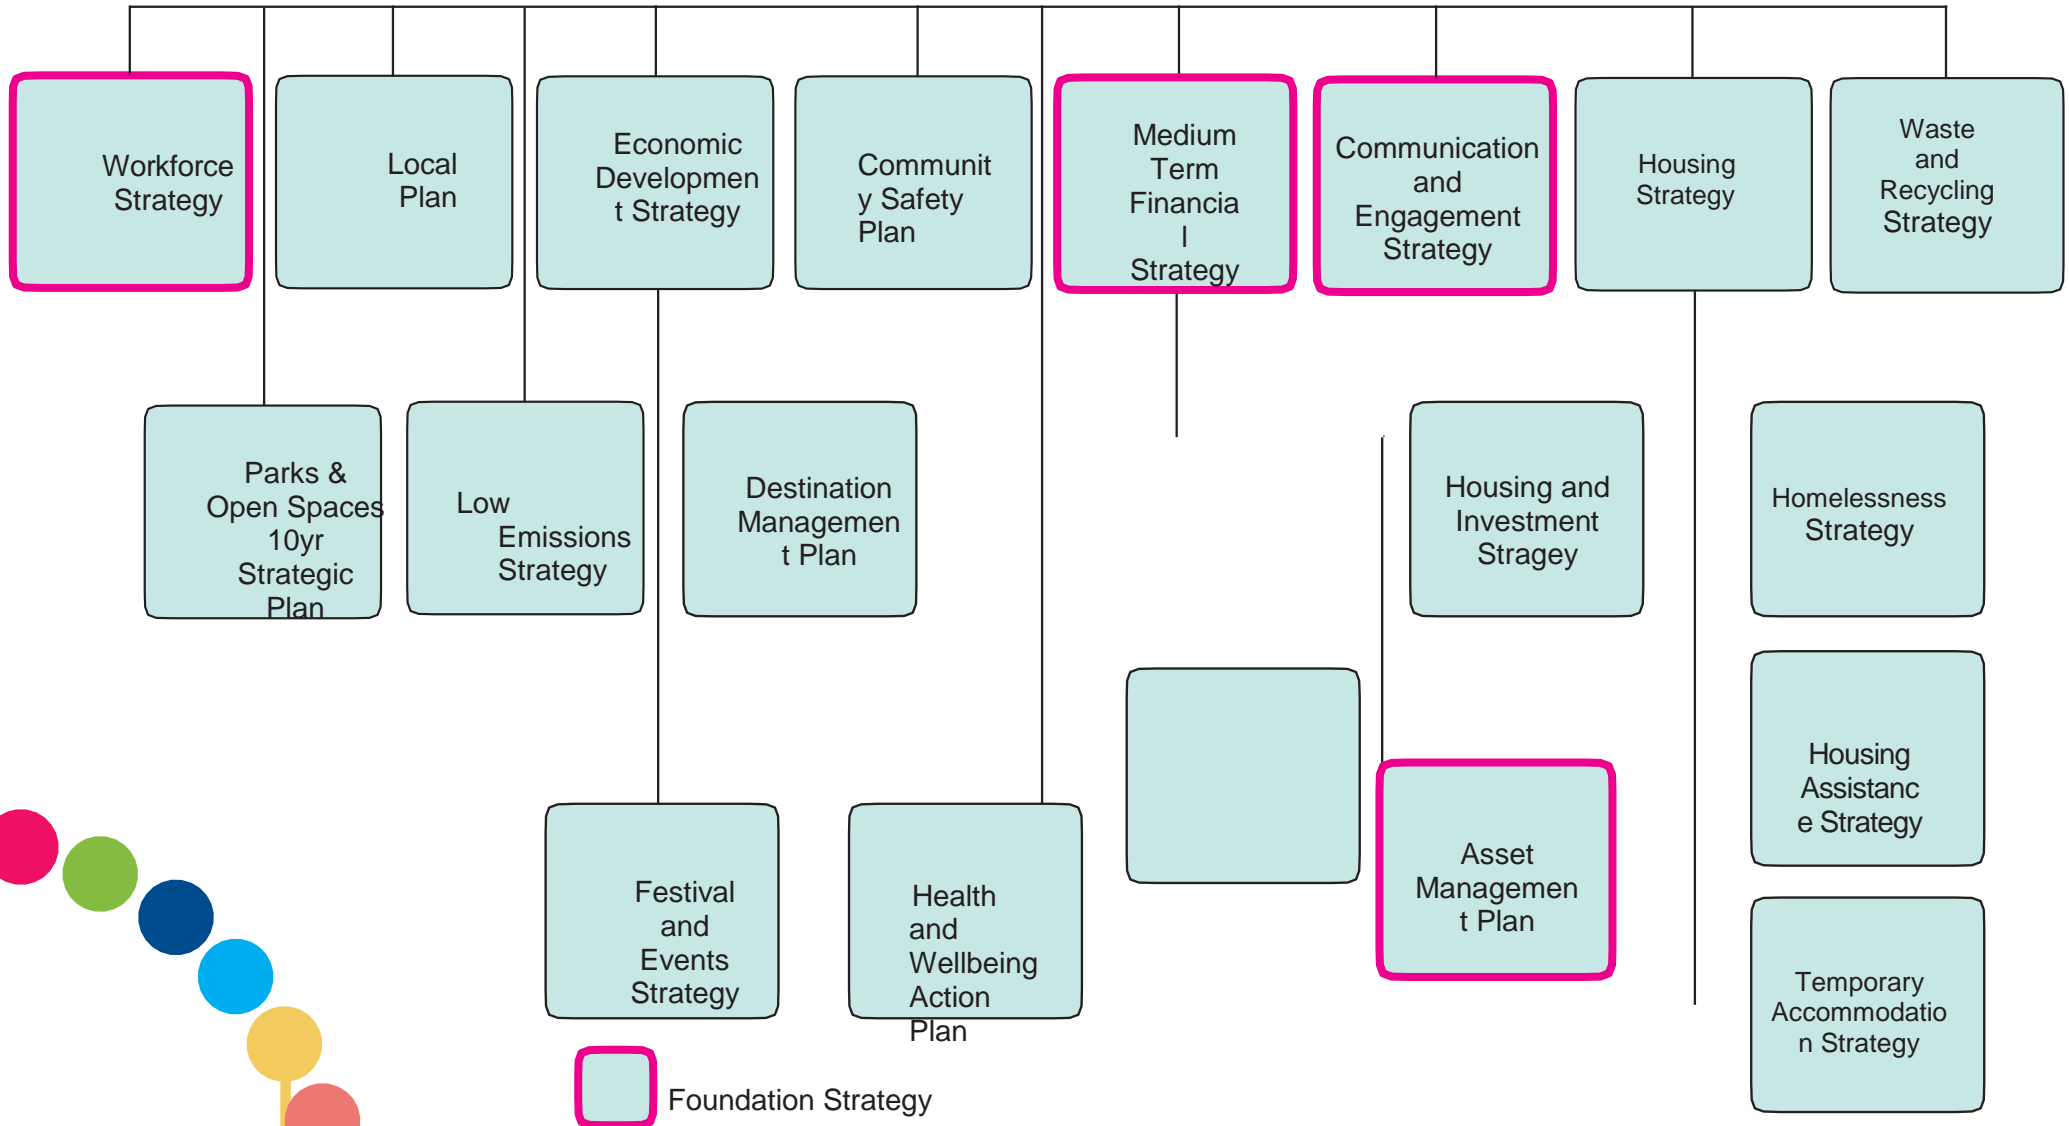 Workforce
Strategy
Local
Plan
Economic
Developmen
t Strategy
Communit
y Safety
Plan
Medium
Term
Financia
l
Strategy
Communication
and
Engagement
Strategy
Housing
Strategy
Waste
and
Recycling
Strategy
Parks &
Open Spaces
10yr
Strategic
Plan
Low
Emissions
Strategy
Destination
Managemen
t Plan
Housing and
Investment
Stragey
Homelessness
Strategy
Housing
Assistanc
e Strategy
Festival
and
Events
Strategy
Health
and
Wellbeing
Action
Plan
Asset
Managemen
t Plan
Temporary
Accommodatio
n Strategy
Foundation Strategy